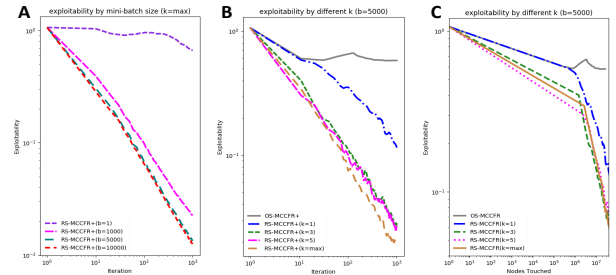 A
exploitability by mini-batch size (k=max)
10⁰
10⁻¹
10⁻²
Exploitability
RS-MCCFR+(b=1)
RS-MCCFR+(b=1000)
RS-MCCFR+(b=5000)
RS-MCCFR+(b=10000)
10⁰ 10¹ 10² 10³
Iteration
B
exploitability by different k (b=5000)
10⁰
10⁻¹
Exploitability
OS-MCCFR+
RS-MCCFR+(k=1)
RS-MCCFR+(k=3)
RS-MCCFR+(k=5)
RS-MCCFR+(k=max)
10⁰ 10¹ 10² 10³
Iteration
C
exploitability by different k (b=5000)
10⁰
10⁻¹
Exploitability
OS-MCCFR
RS-MCCFR(k=1)
RS-MCCFR(k=3)
RS-MCCFR(k=5)
RS-MCCFR(k=max)
10⁰ 10¹ 10² 10³ 10⁴ 10⁵ 10⁶ 10⁷
Nodes Touched